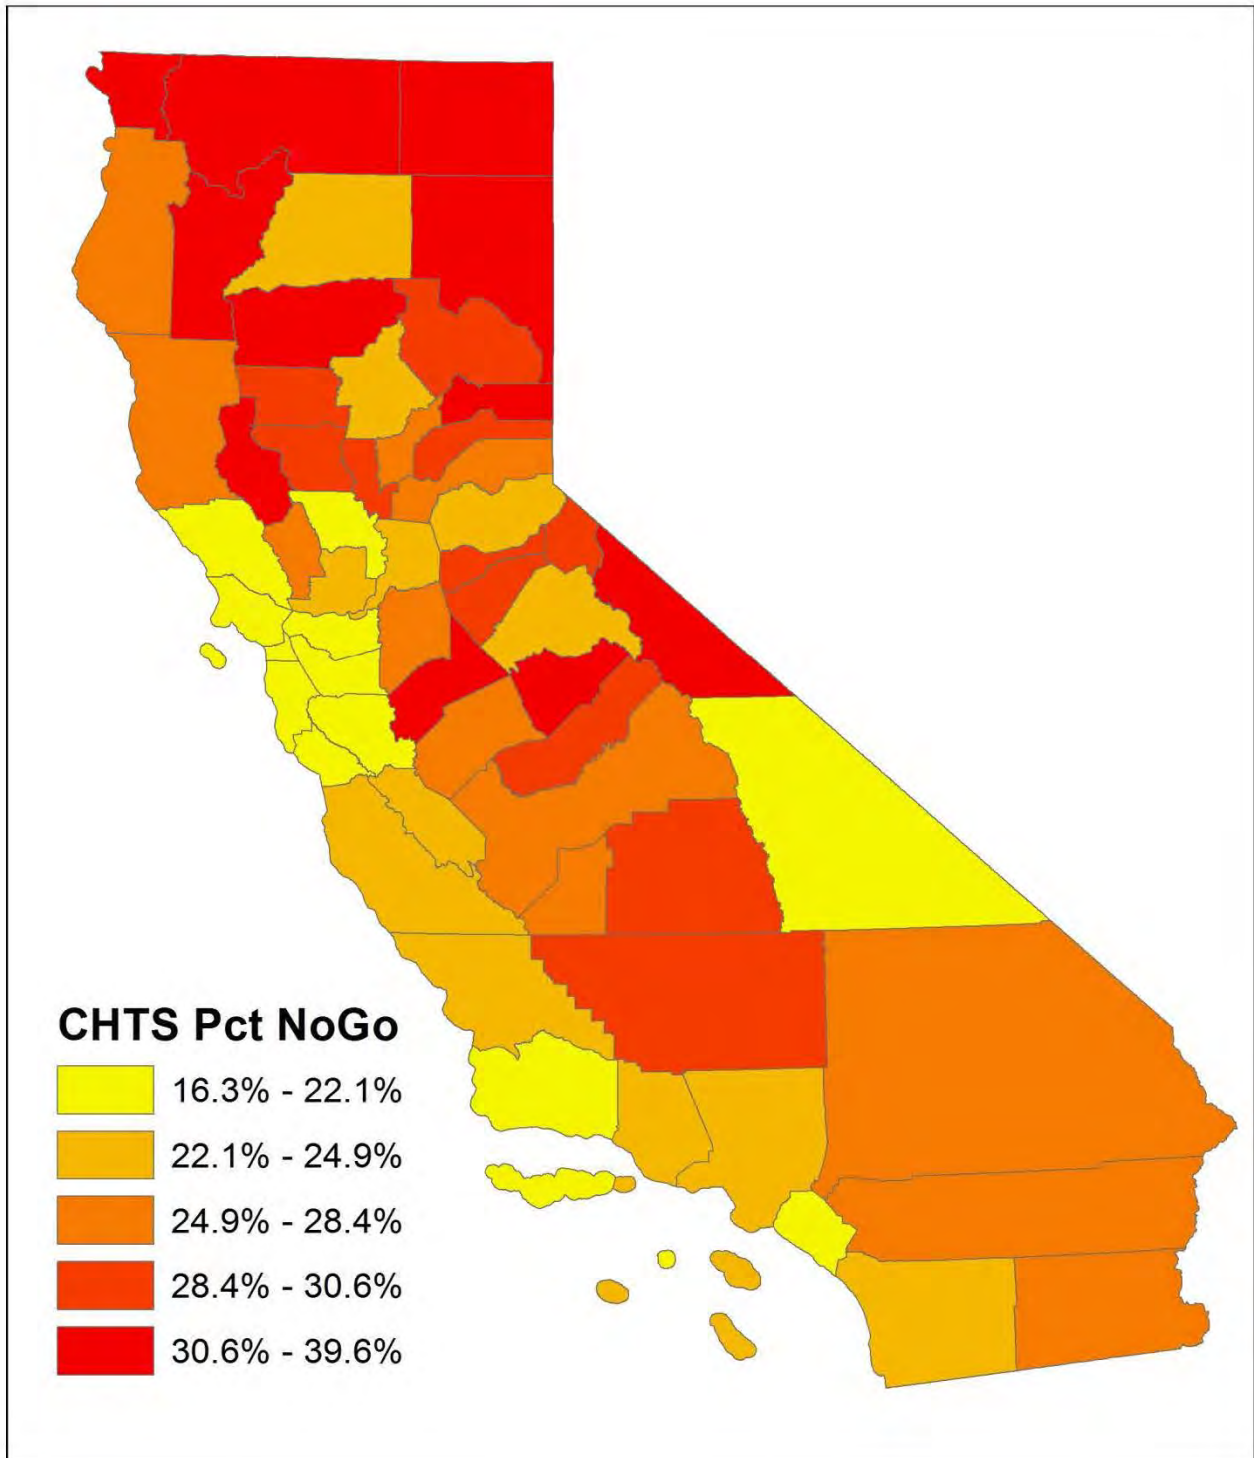 CHTS Pct NoGo
16.3% - 22.1%
22.1% - 24.9%
24.9% - 28.4%
28.4% - 30.6%
30.6% - 39.6%